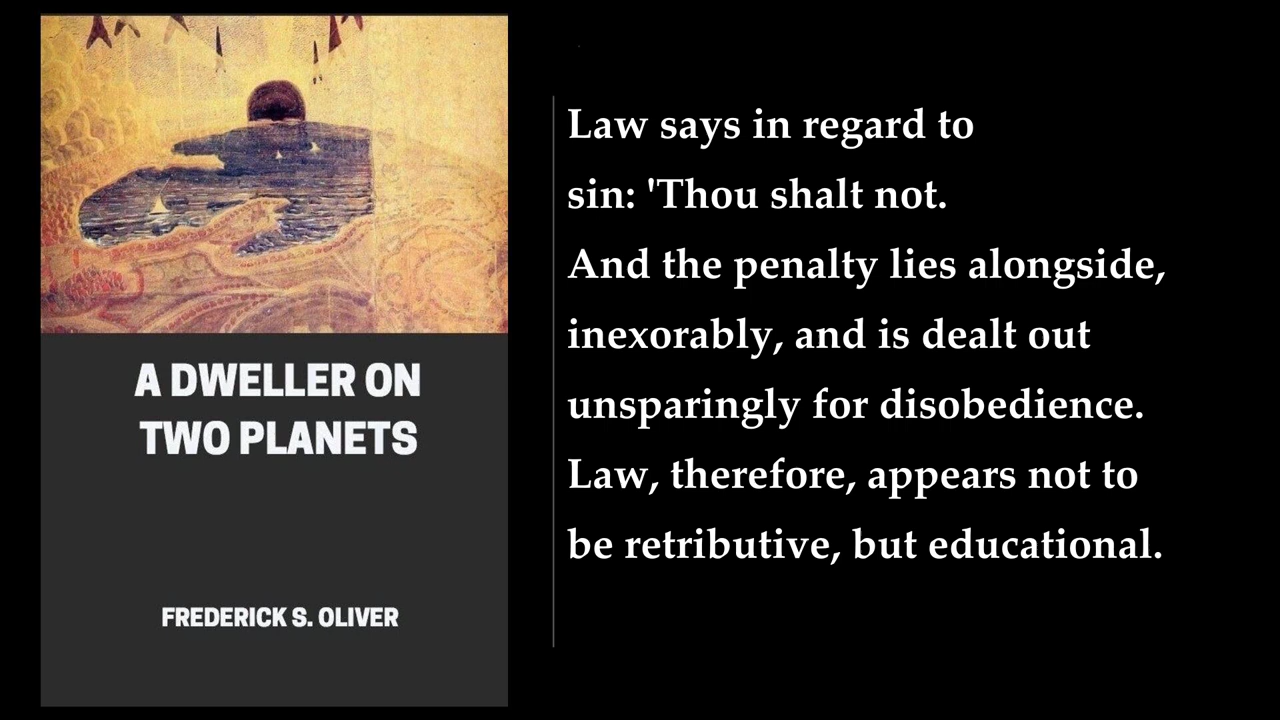 A DWELLER ON
TWO PLANETS
FREDERICK S. OLIVER
Law says in regard to
sin: 'Thou shalt not.
And the penalty lies alongside,
inexorably, and is dealt out
unsparingly for disobedience.
Law, therefore, appears not to
be retributive, but educational.